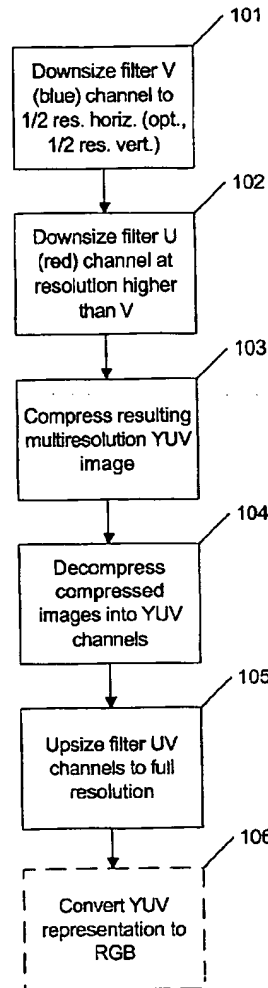 101
Downsize filter V
(blue) channel to
1/2 res. horiz. (opt.,
1/2 res. vert.)
102
Downsize filter U
(red) channel at
resolution higher
than V
103
Compress resulting
multiresolution YUV
image
104
Decompress
compressed
images into YUV
channels
105
Upsize filter UV
channels to full
resolution
106
Convert YUV
representation to
RGB